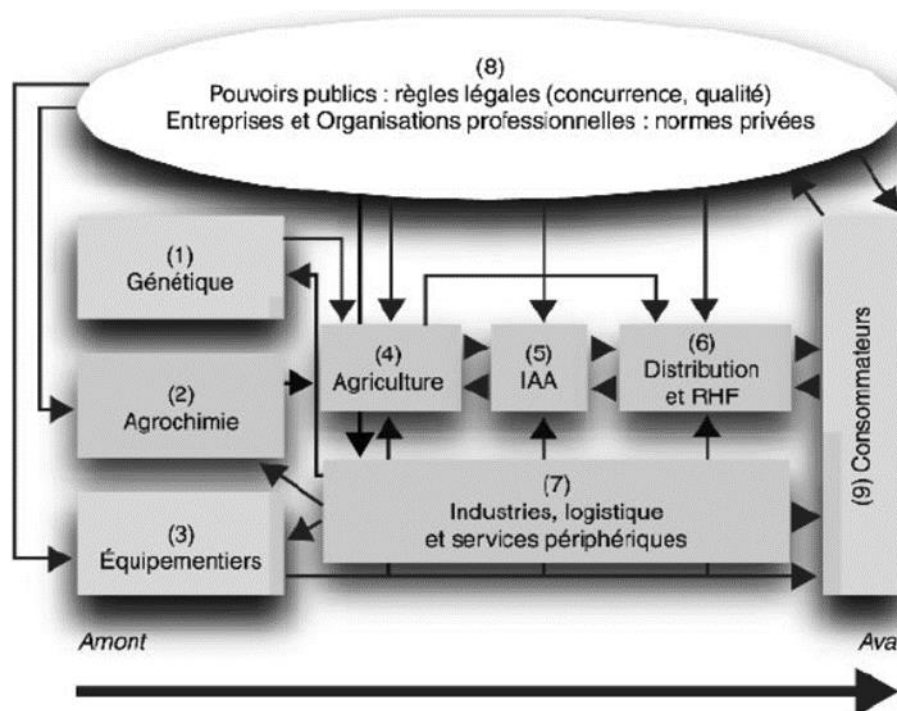 (8)
Pouvoirs publics : règles légales (concurrence, qualité)
Entreprises et Organisations professionnelles : normes privées
(1)
Génétique
(2)
Agrochimie
(3)
Équipementiers
(4)
Agriculture
(5)
IAA
(6)
Distribution
et RHF
(7)
Industries, logistique
et services périphériques
(9) Consommateurs
Amont
Ava